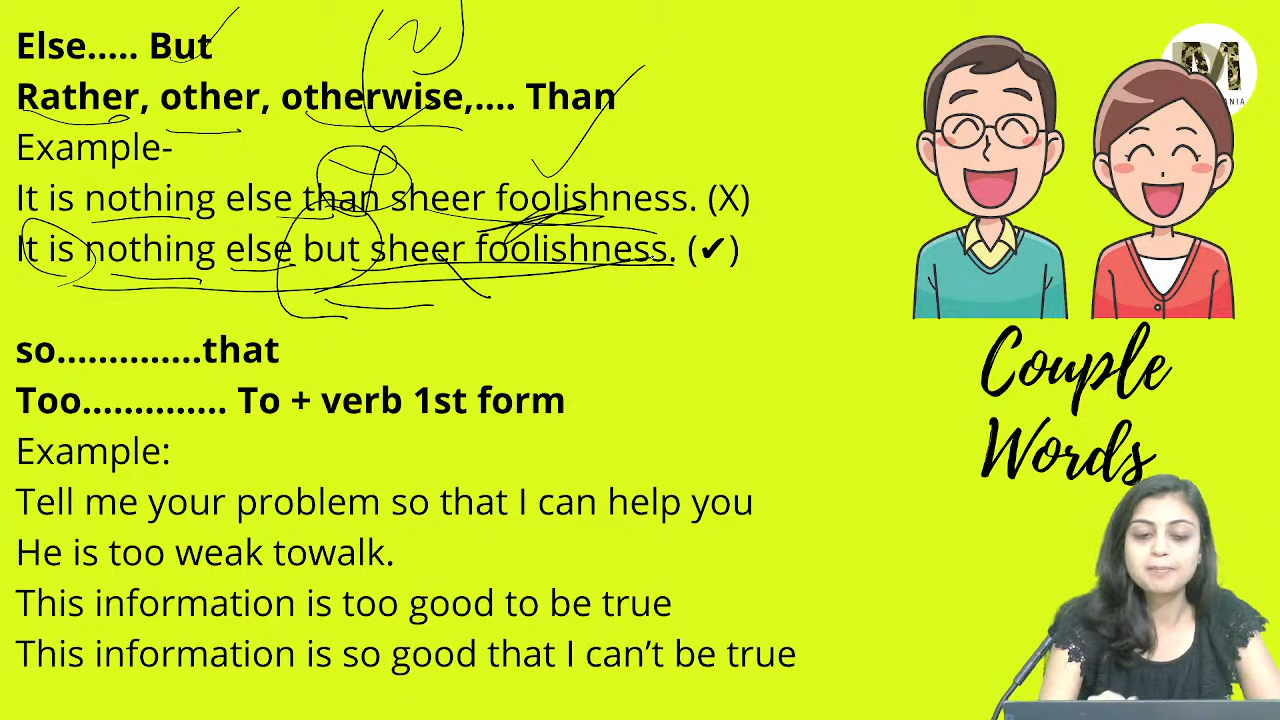 Else..... But
Rather, other, otherwise,.... Than
Example-
It is nothing else than sheer foolishness. (X)
It is nothing else but sheer foolishness. (✔)
so..............that
Too.............. To + verb 1st form
Example:
Tell me your problem so that I can help you
He is too weak towalk.
This information is too good to be true
This information is so good that I can’t be true
M
Couple
Words